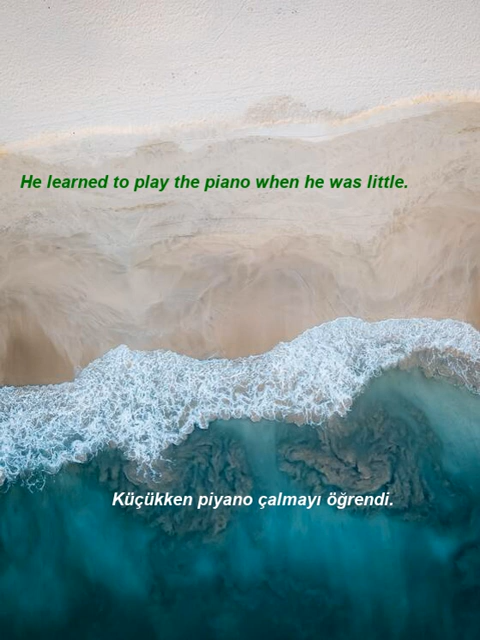 He learned to play the piano when he was little.
Küçükken piyano çalmayı öğrendi.